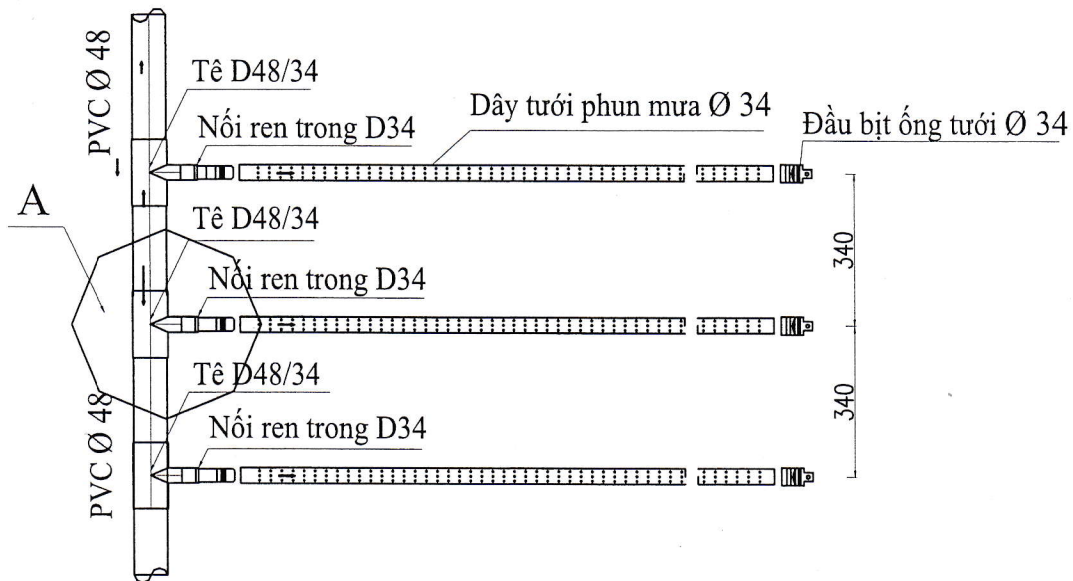 PVC Ø 48
Tê D48/34
Nối ren trong D34
Dây tưới phun mưa Ø 34
Đầu bịt ống tưới Ø 34
A
Tê D48/34
Nối ren trong D34
340
Tê D48/34
Nối ren trong D34
340
PVC Ø 48